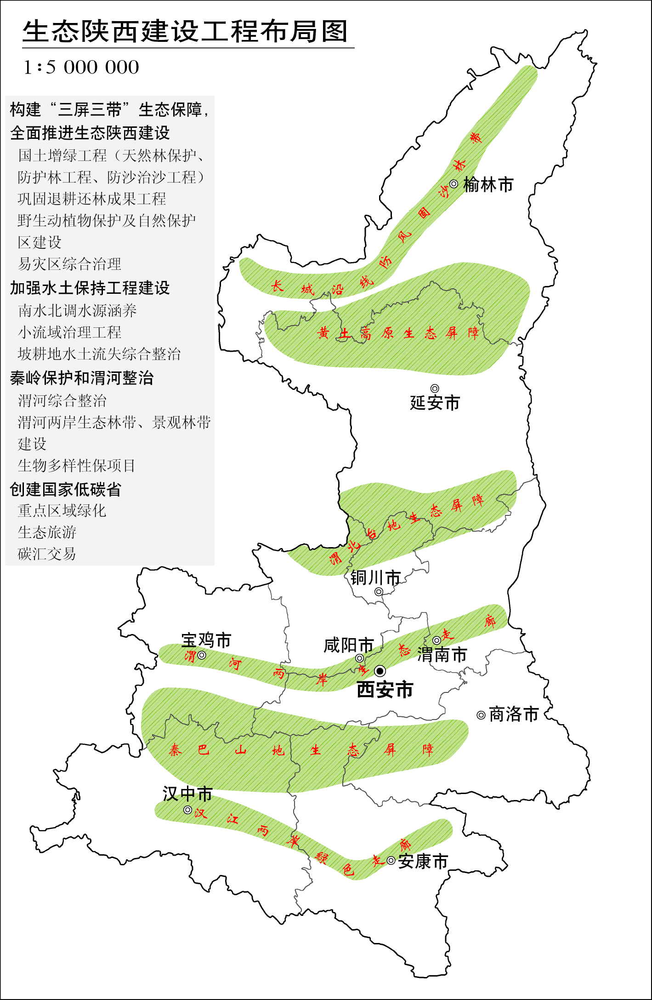 生态陕西建设工程布局图
1:5 000 000
构建“三屏三带”生态保障,
全面推进生态陕西建设
国土增绿工程（天然林保护、
防护林工程、防沙治沙工程）
巩固退耕还林成果工程
野生动植物保护及自然保护
区建设
易灾区综合治理
加强水土保持工程建设
南水北调水源涵养
小流域治理工程
坡耕地水土流失综合整治
秦岭保护和渭河整治
渭河综合整治
渭河两岸生态林带、景观林带
建设
生物多样性保项目
创建国家低碳省
重点区域绿化
生态旅游
碳汇交易
长城沿线防风固沙林带
榆林市
黄土高原生态屏障
延安市
渭北台地生态屏障
铜川市
宝鸡市
咸阳市
渭南市
渭河两岸生态走廊
西安市
商洛市
秦巴山地生态屏障
汉中市
汉江两岸绿色走廊
安康市